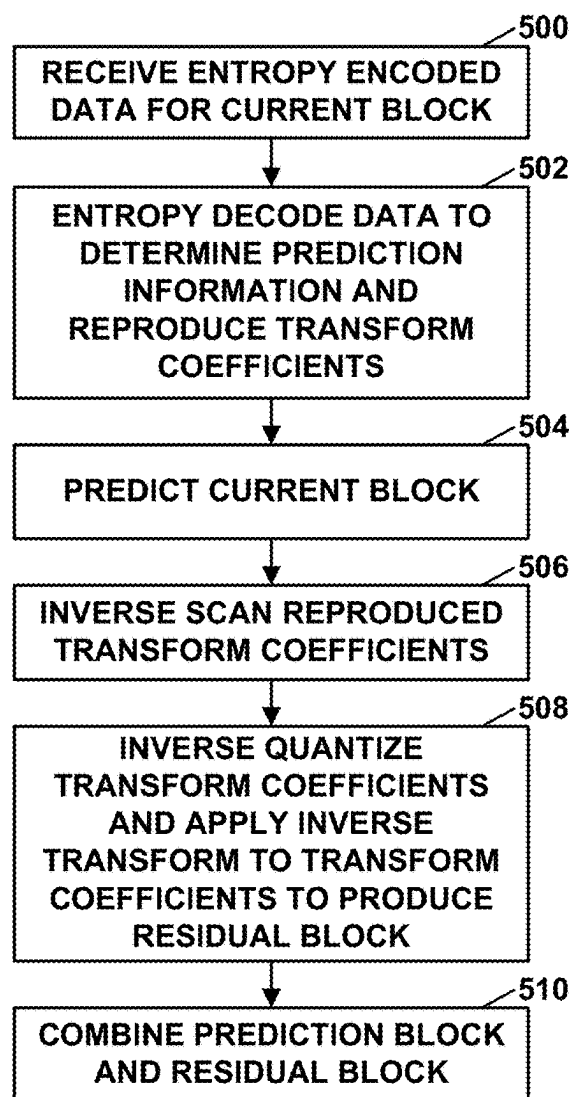 500
RECEIVE ENTROPY ENCODED
DATA FOR CURRENT BLOCK
502
ENTROPY DECODE DATA TO
DETERMINE PREDICTION
INFORMATION AND
REPRODUCE TRANSFORM
COEFFICIENTS
504
PREDICT CURRENT BLOCK
506
INVERSE SCAN REPRODUCED
TRANSFORM COEFFICIENTS
508
INVERSE QUANTIZE
TRANSFORM COEFFICIENTS
AND APPLY INVERSE
TRANSFORM TO TRANSFORM
COEFFICIENTS TO PRODUCE
RESIDUAL BLOCK
510
COMBINE PREDICTION BLOCK
AND RESIDUAL BLOCK